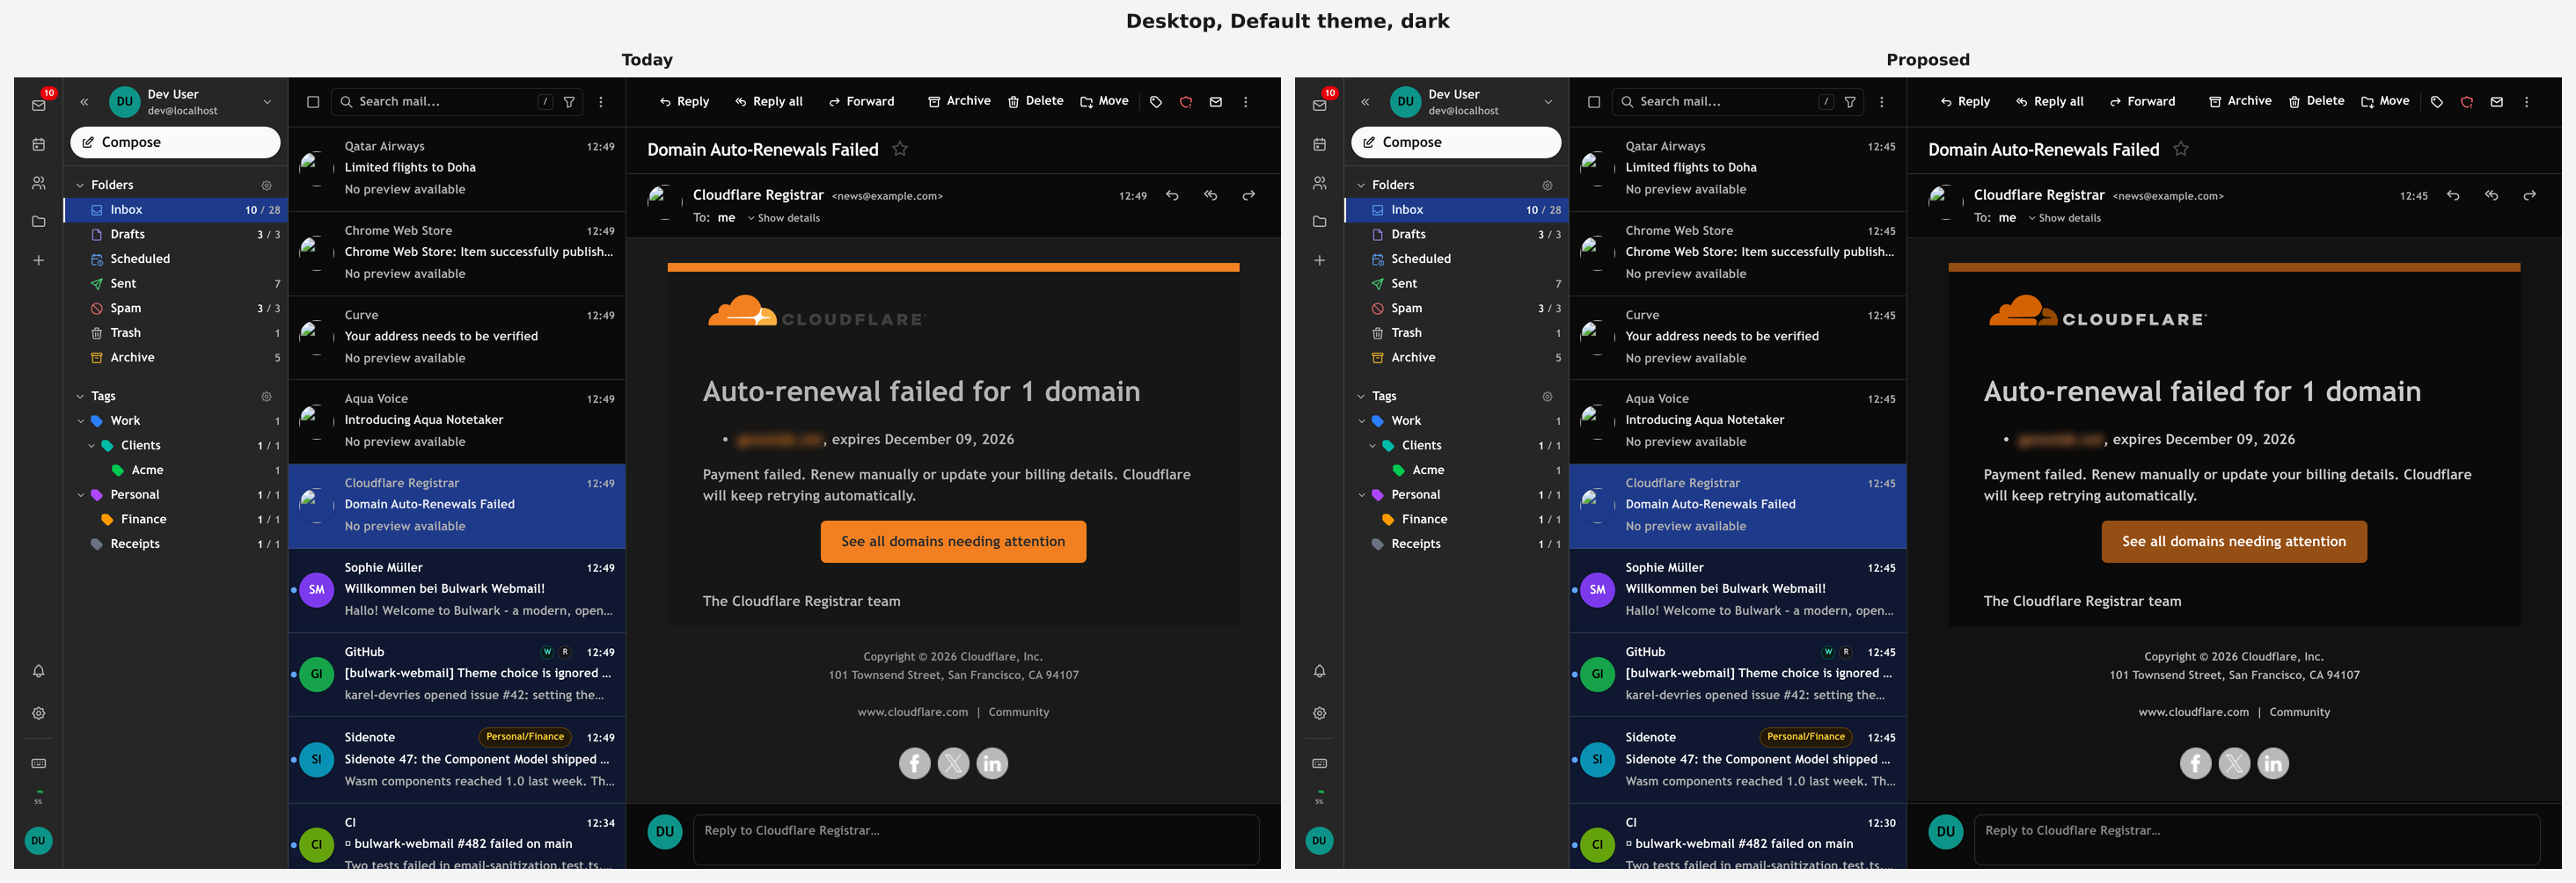 Desktop, Default theme, dark
Today
10
DU
Dev User
dev@localhost
Compose
Folders
Inbox 10 / 28
Drafts 3 / 3
Scheduled
Sent 7
Spam 3 / 3
Trash 1
Archive 5
Tags
Work 1
Clients 1 / 1
Acme 1
Personal 1 / 1
Finance 1 / 1
Receipts 1 / 1
5%
DU
Search mail... /
Qatar Airways 12:49
Limited flights to Doha
No preview available
Chrome Web Store 12:49
Chrome Web Store: Item successfully publish...
No preview available
Curve 12:49
Your address needs to be verified
No preview available
Aqua Voice 12:49
Introducing Aqua Notetaker
No preview available
Cloudflare Registrar 12:49
Domain Auto-Renewals Failed
No preview available
SM
Sophie Müller 12:49
Willkommen bei Bulwark Webmail!
Hallo! Welcome to Bulwark - a modern, open...
GI
GitHub W R 12:49
[bulwark-webmail] Theme choice is ignored ...
karel-devries opened issue #42: setting the...
SI
Sidenote Personal/Finance 12:49
Sidenote 47: the Component Model shipped ...
Wasm components reached 1.0 last week. Th...
CI
CI 12:34
bulwark-webmail #482 failed on main
Two tests failed in email-sanitization.test.ts...
Reply Reply all Forward Archive Delete Move
Domain Auto-Renewals Failed
Cloudflare Registrar <news@example.com> 12:49
To: me Show details
CLOUDFLARE
Auto-renewal failed for 1 domain
• , expires December 09, 2026
Payment failed. Renew manually or update your billing details. Cloudflare
will keep retrying automatically.
See all domains needing attention
The Cloudflare Registrar team
Copyright © 2026 Cloudflare, Inc.
101 Townsend Street, San Francisco, CA 94107
www.cloudflare.com | Community
f X in
DU
Reply to Cloudflare Registrar...
Proposed
10
DU
Dev User
dev@localhost
Compose
Folders
Inbox 10 / 28
Drafts 3 / 3
Scheduled
Sent 7
Spam 3 / 3
Trash 1
Archive 5
Tags
Work 1
Clients 1 / 1
Acme 1
Personal 1 / 1
Finance 1 / 1
Receipts 1 / 1
5%
DU
Search mail... /
Qatar Airways 12:45
Limited flights to Doha
No preview available
Chrome Web Store 12:45
Chrome Web Store: Item successfully publish...
No preview available
Curve 12:45
Your address needs to be verified
No preview available
Aqua Voice 12:45
Introducing Aqua Notetaker
No preview available
Cloudflare Registrar 12:45
Domain Auto-Renewals Failed
No preview available
SM
Sophie Müller 12:45
Willkommen bei Bulwark Webmail!
Hallo! Welcome to Bulwark - a modern, open...
GI
GitHub W R 12:45
[bulwark-webmail] Theme choice is ignored ...
karel-devries opened issue #42: setting the...
SI
Sidenote Personal/Finance 12:45
Sidenote 47: the Component Model shipped ...
Wasm components reached 1.0 last week. Th...
CI
CI 12:30
bulwark-webmail #482 failed on main
Two tests failed in email-sanitization.test.ts...
Reply Reply all Forward Archive Delete Move
Domain Auto-Renewals Failed
Cloudflare Registrar <news@example.com> 12:45
To: me Show details
CLOUDFLARE
Auto-renewal failed for 1 domain
• , expires December 09, 2026
Payment failed. Renew manually or update your billing details. Cloudflare
will keep retrying automatically.
See all domains needing attention
The Cloudflare Registrar team
Copyright © 2026 Cloudflare, Inc.
101 Townsend Street, San Francisco, CA 94107
www.cloudflare.com | Community
f X in
DU
Reply to Cloudflare Registrar...